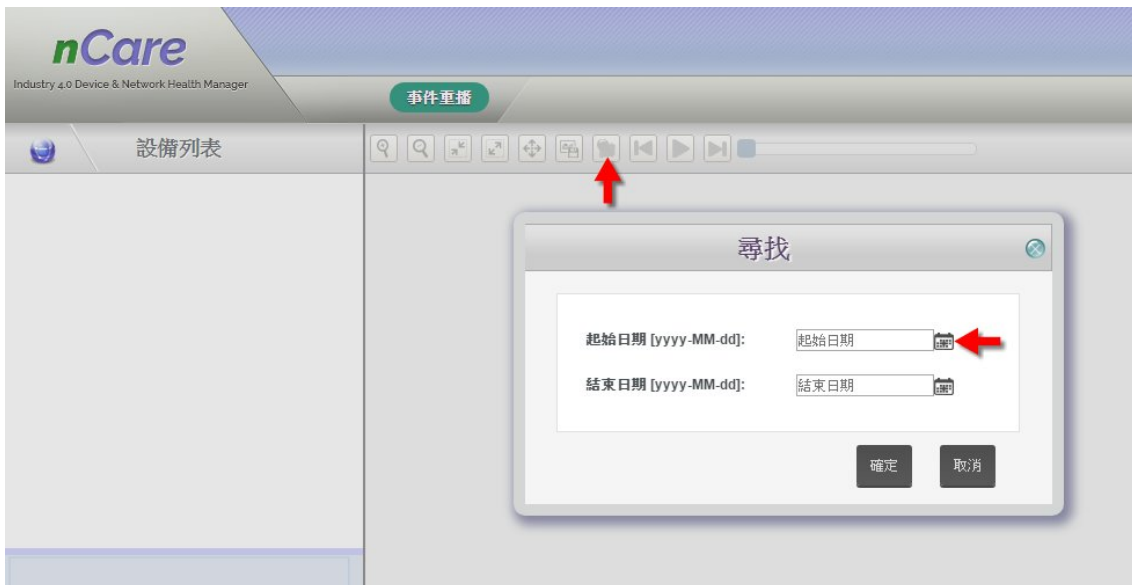 nCare
Industry 4.0 Device & Network Health Manager
事件重播
設備列表
尋找
起始日期 [yyyy-MM-dd]:
起始日期
結束日期 [yyyy-MM-dd]:
結束日期
確定
取消